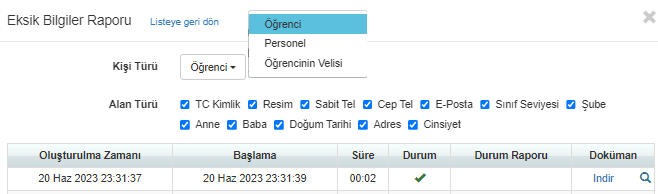 Eksik Bilgiler Raporu Listeye geri dön
Öğrenci
Personel
Öğrencinin Velisi
Kişi Türü Öğrenci
Alan Türü TC Kimlik Resim Sabit Tel Cep Tel E-Posta Sınıf Seviyesi Şube
Anne Baba Doğum Tarihi Adres Cinsiyet
Oluşturulma Zamanı Başlama Süre Durum Durum Raporu Doküman
20 Haz 2023 23:31:37 20 Haz 2023 23:31:39 00:02 Indir